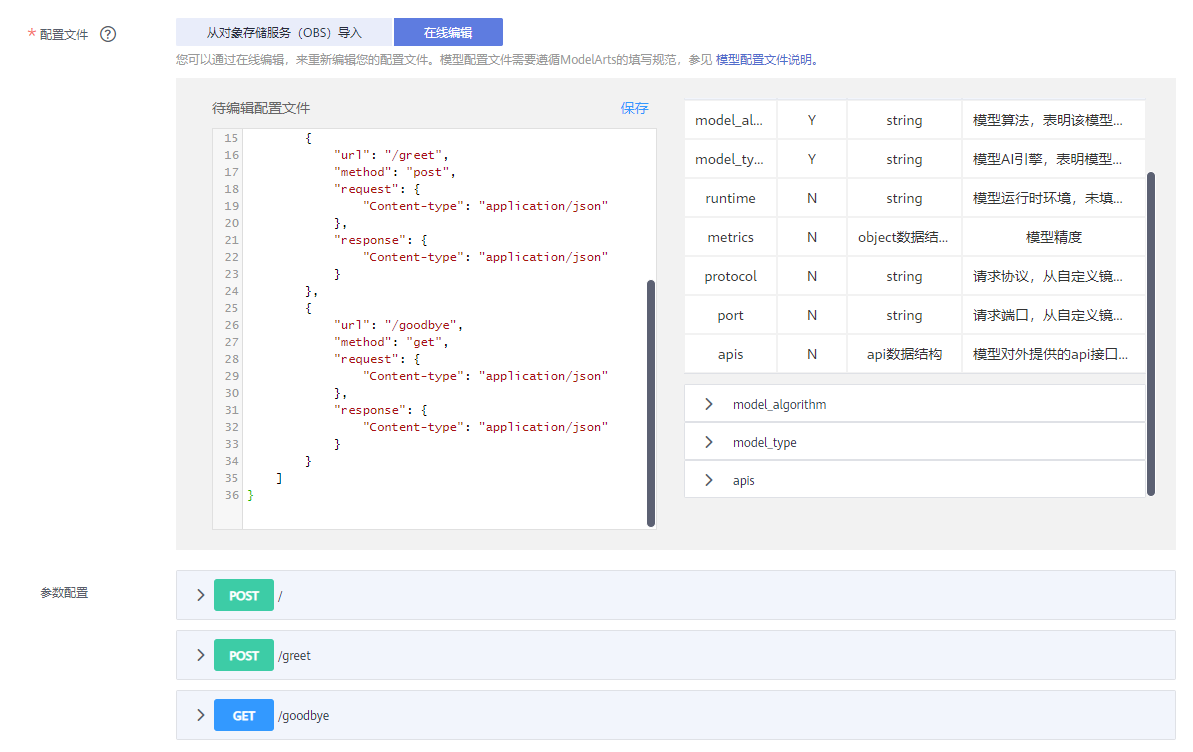 * 配置文件 ?
从对象存储服务（OBS）导入 在线编辑
您可以通过在线编辑，来重新编辑您的配置文件。模型配置文件需要遵循ModelArts的填写规范，参见 模型配置文件说明。
待编辑配置文件 保存
15 {
16 "url": "/greet",
17 "method": "post",
18 "request": {
19 "Content-type": "application/json"
20 },
21 "response": {
22 "Content-type": "application/json"
23 }
24 },
25 {
26 "url": "/goodbye",
27 "method": "get",
28 "request": {
29 "Content-type": "application/json"
30 },
31 "response": {
32 "Content-type": "application/json"
33 }
34 }
35 ]
36 }
model_al... Y string 模型算法，表明该模型...
model_ty... Y string 模型AI引擎，表明模型...
runtime N string 模型运行时环境，未填...
metrics N object数据结... 模型精度
protocol N string 请求协议，从自定义镜...
port N string 请求端口，从自定义镜...
apis N api数据结构 模型对外提供的api接口...
model_algorithm
model_type
apis
参数配置
POST /
POST /greet
GET /goodbye